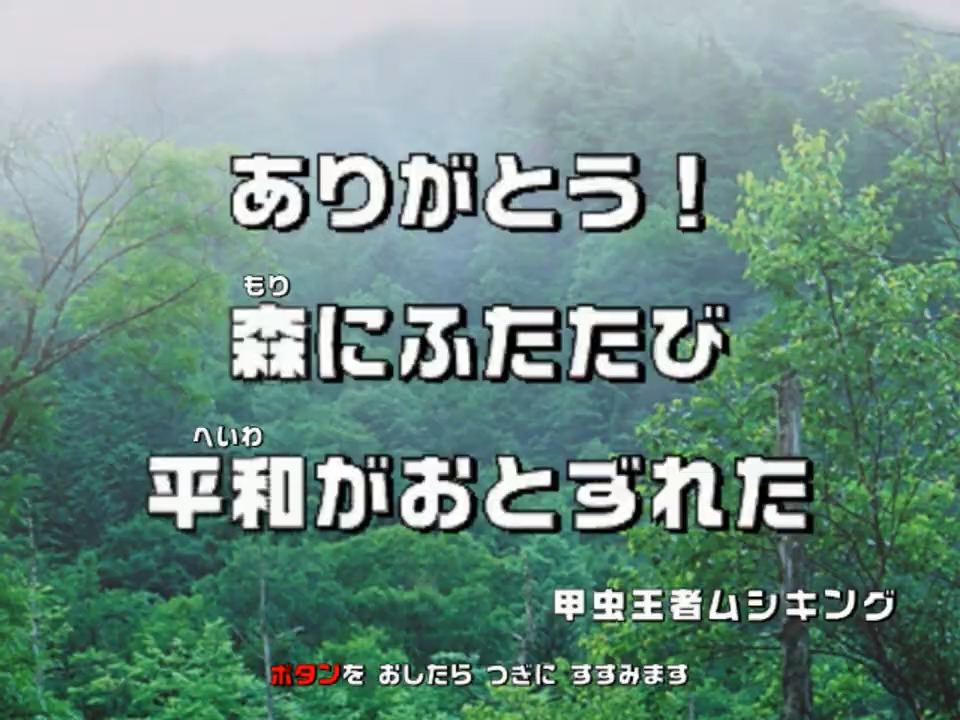 ありがとう！
もり
森にふたたび
へいわ
平和がおとずれた
甲虫王者ムシキング
ボタンを おしたら つぎに すすみます